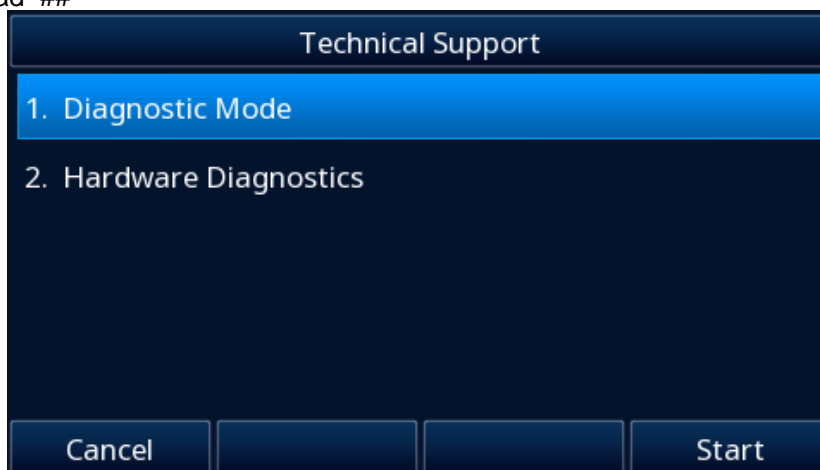 Technical Support
1. Diagnostic Mode
2. Hardware Diagnostics
Cancel
Start